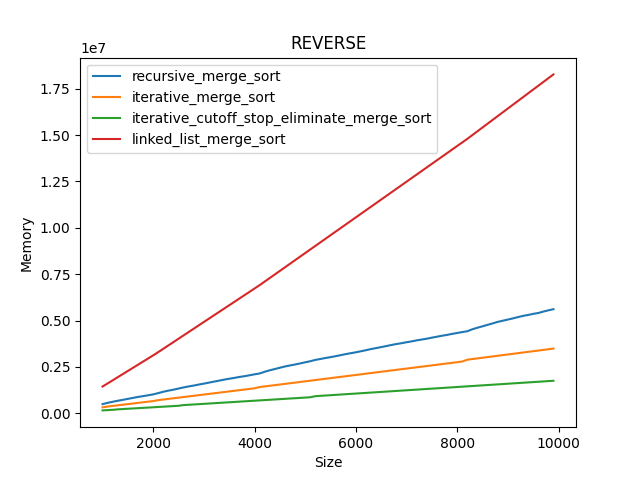 REVERSE
1e7
recursive_merge_sort
iterative_merge_sort
iterative_cutoff_stop_eliminate_merge_sort
linked_list_merge_sort
1.75
1.50
1.25
1.00
0.75
0.50
0.25
0.00
Memory
2000 4000 6000 8000 10000
Size